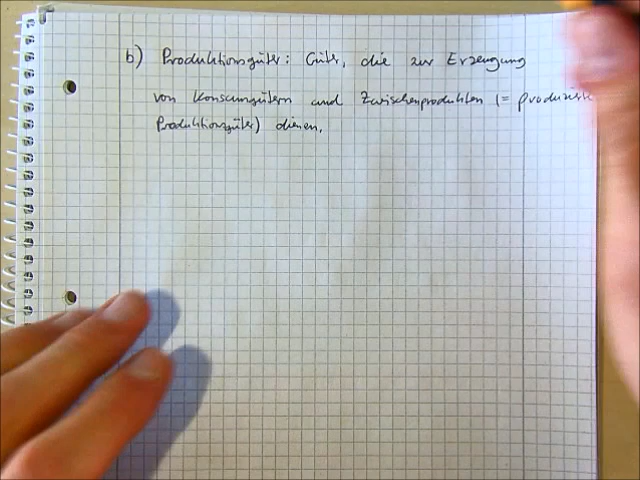 b) Produktionsgüter: Güter, die zur Erzeugung
von Konsumgütern und Zwischenprodukten (= produzierte
Produktionsgüter) dienen,